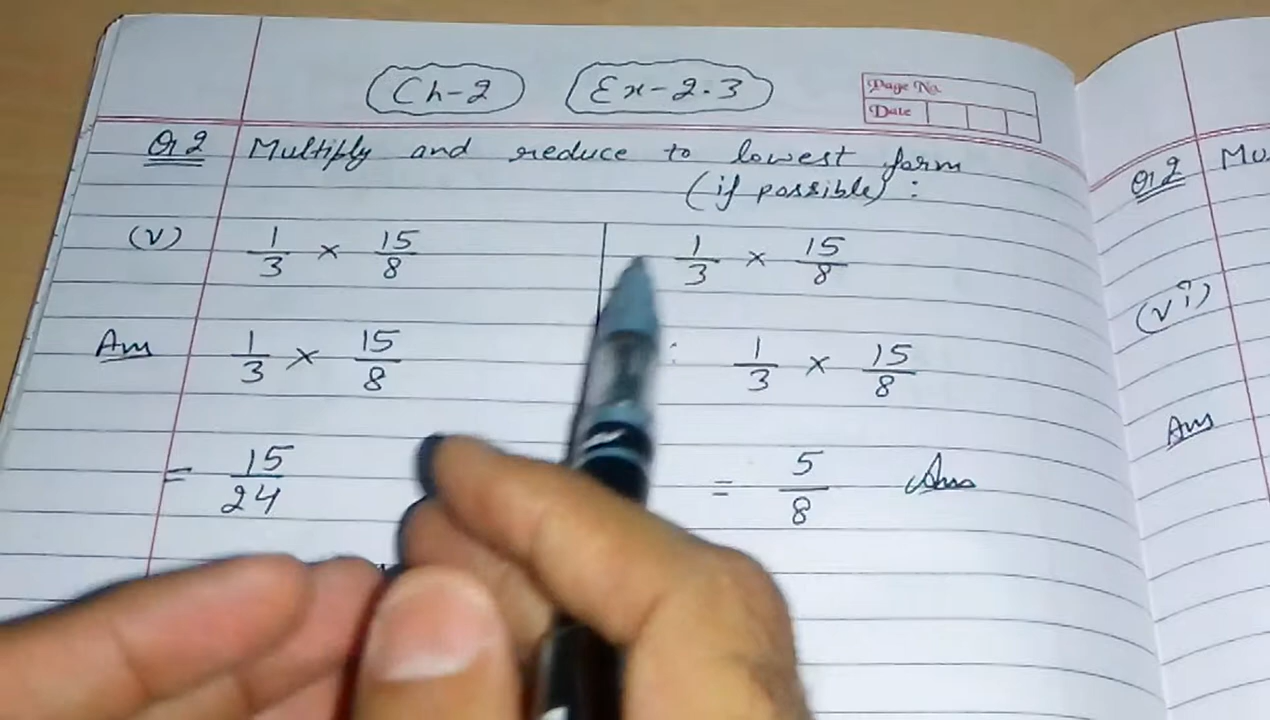 Ch-2 Ex-2.3
Page No.
Date
Q2 Multiply and reduce to lowest form
(if possible) :
(V) 1/3 × 15/8
1/3 × 15/8
Ans 1/3 × 15/8
: 1/3 × 15/8
= 15/24
= 5/8 Ans
Q2 Mu
(vi)
Ans